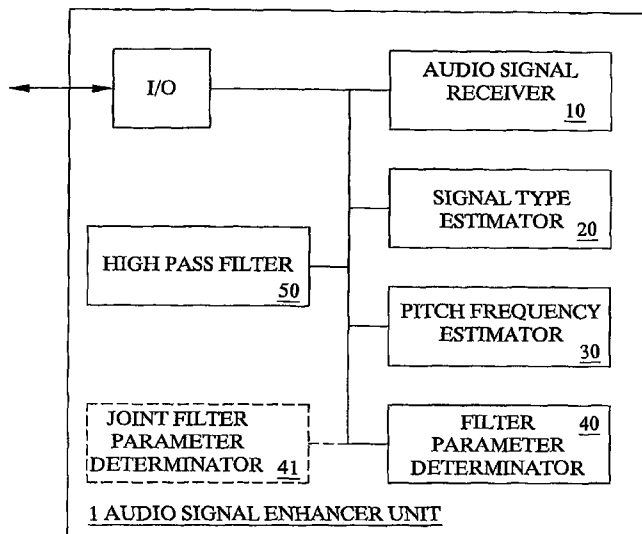 I/O
AUDIO SIGNAL
RECEIVER
10
SIGNAL TYPE
ESTIMATOR
20
HIGH PASS FILTER
50
PITCH FREQUENCY
ESTIMATOR
30
JOINT FILTER
PARAMETER
DETERMINATOR 41
FILTER 40
PARAMETER
DETERMINATOR
1 AUDIO SIGNAL ENHANCER UNIT